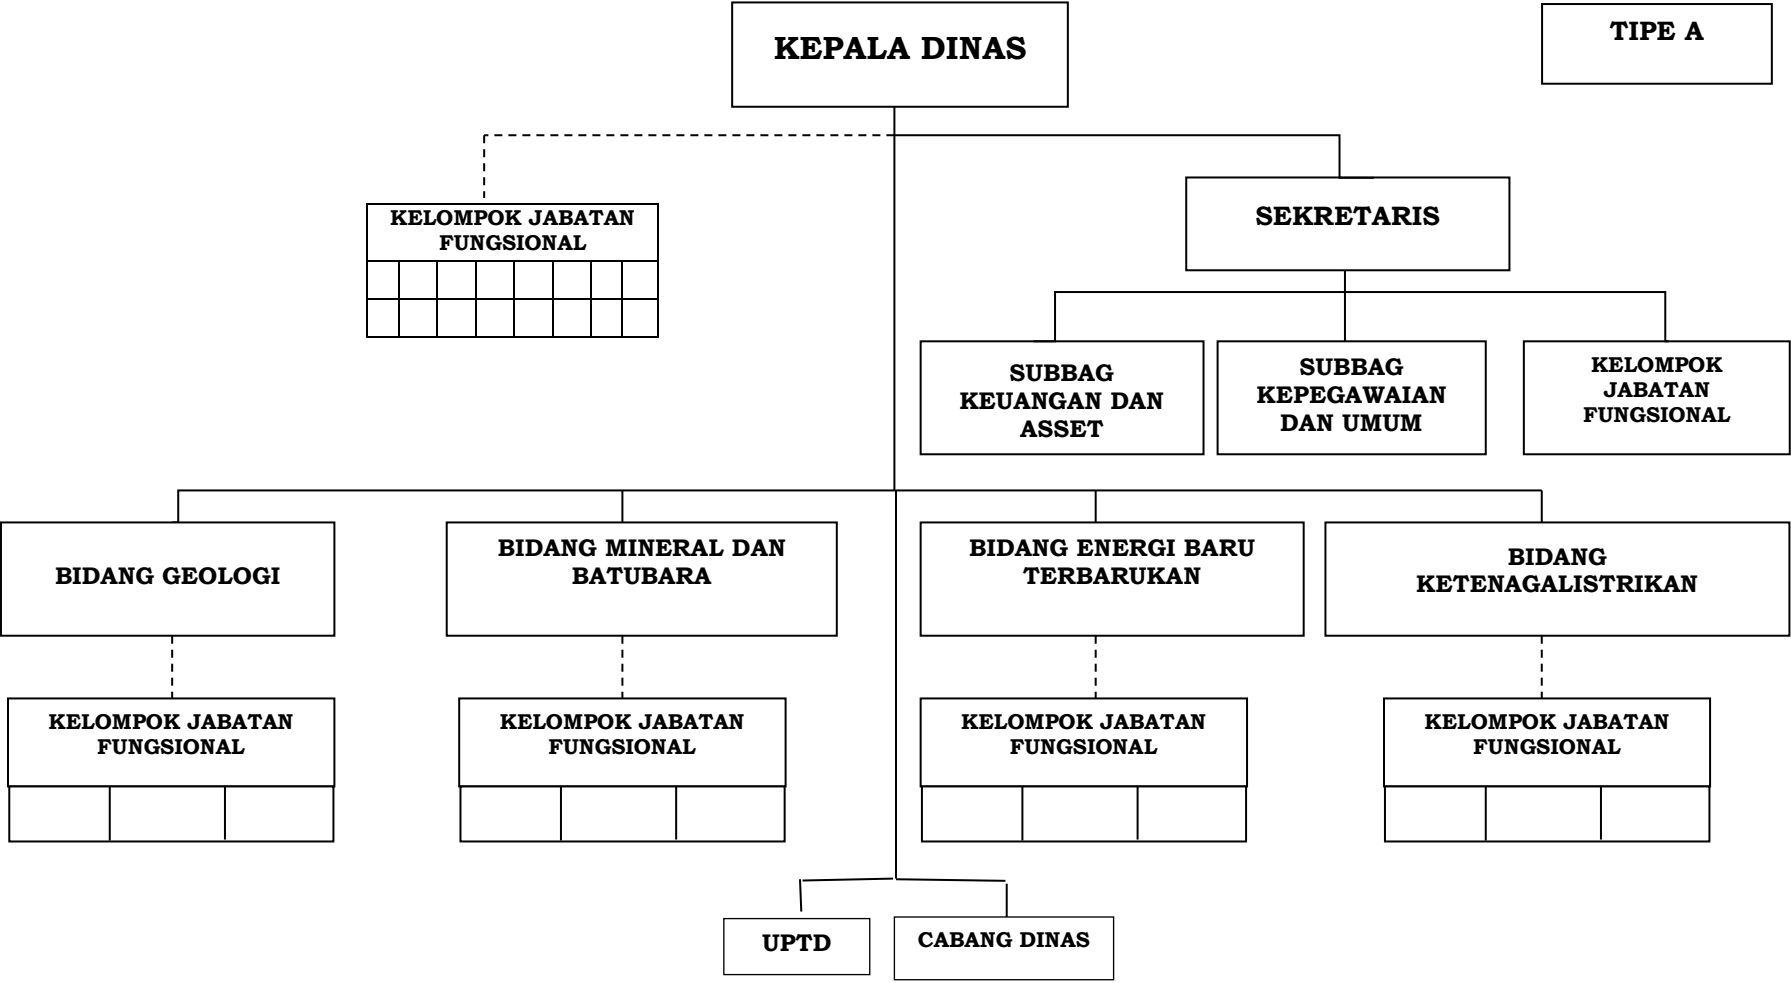 KEPALA DINAS
TIPE A
KELOMPOK JABATAN
FUNGSIONAL
SEKRETARIS
SUBBAG
KEUANGAN DAN
ASSET
SUBBAG
KEPEGAWAIAN
DAN UMUM
KELOMPOK
JABATAN
FUNGSIONAL
BIDANG GEOLOGI
BIDANG MINERAL DAN
BATUBARA
BIDANG ENERGI BARU
TERBARUKAN
BIDANG
KETENAGALISTRIKAN
KELOMPOK JABATAN
FUNGSIONAL
KELOMPOK JABATAN
FUNGSIONAL
KELOMPOK JABATAN
FUNGSIONAL
KELOMPOK JABATAN
FUNGSIONAL
UPTD
CABANG DINAS